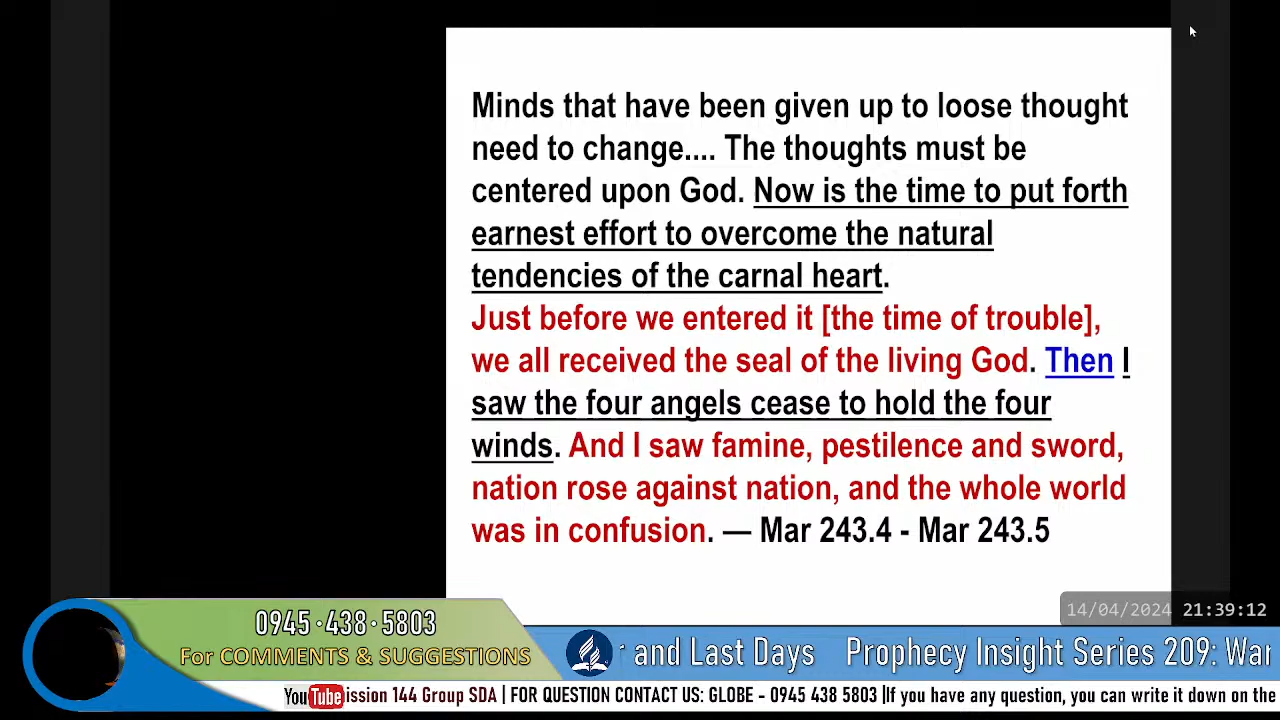 Minds that have been given up to loose thought
need to change.... The thoughts must be
centered upon God. Now is the time to put forth
earnest effort to overcome the natural
tendencies of the carnal heart.
Just before we entered it [the time of trouble],
we all received the seal of the living God. Then I
saw the four angels cease to hold the four
winds. And I saw famine, pestilence and sword,
nation rose against nation, and the whole world
was in confusion. — Mar 243.4 - Mar 243.5
14/04/2024 21:39:12
0945·438·5803
For COMMENTS & SUGGESTIONS
and Last Days Prophecy Insight Series 209: War
YouTube ission 144 Group SDA | FOR QUESTION CONTACT US: GLOBE - 0945 438 5803 |If you have any question, you can write it down on the